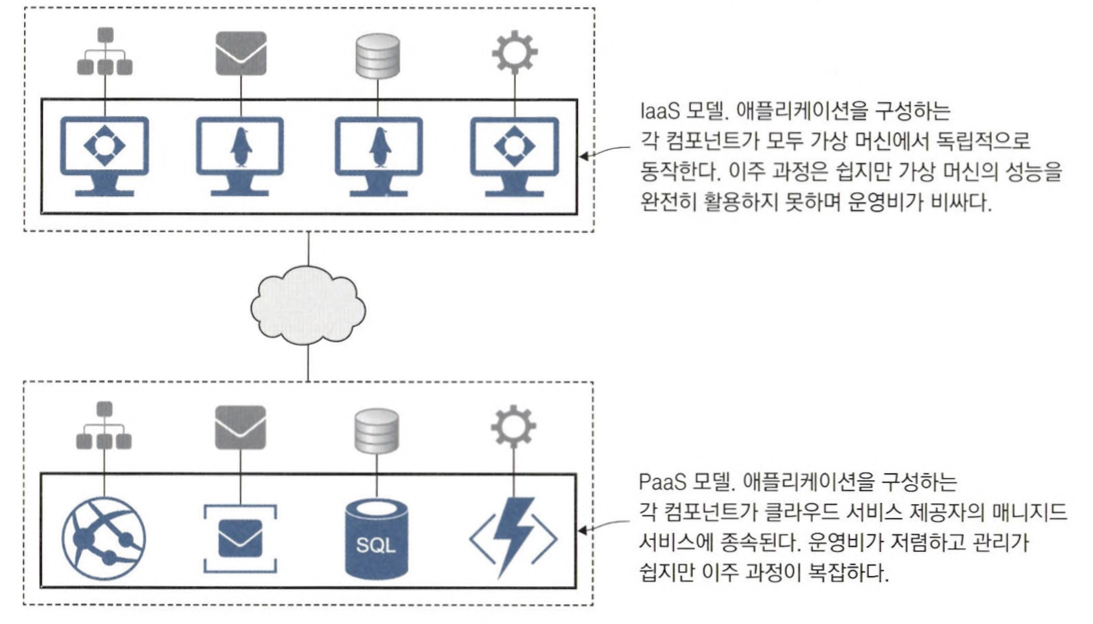 IaaS 모델. 애플리케이션을 구성하는
각 컴포넌트가 모두 가상 머신에서 독립적으로
동작한다. 이주 과정은 쉽지만 가상 머신의 성능을
완전히 활용하지 못하며 운영비가 비싸다.
PaaS 모델. 애플리케이션을 구성하는
각 컴포넌트가 클라우드 서비스 제공자의 매니지드
서비스에 종속된다. 운영비가 저렴하고 관리가
쉽지만 이주 과정이 복잡하다.
SQL